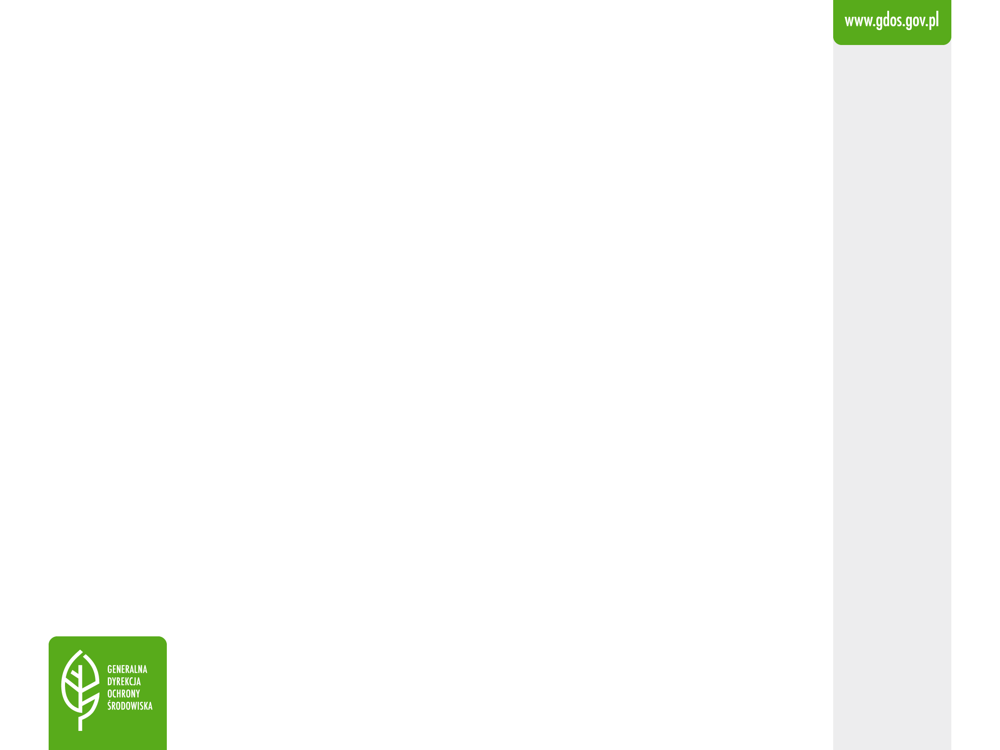 www.gdos.gov.pl
GENERALNA
DYREKCJA
OCHRONY
ŚRODOWISKA